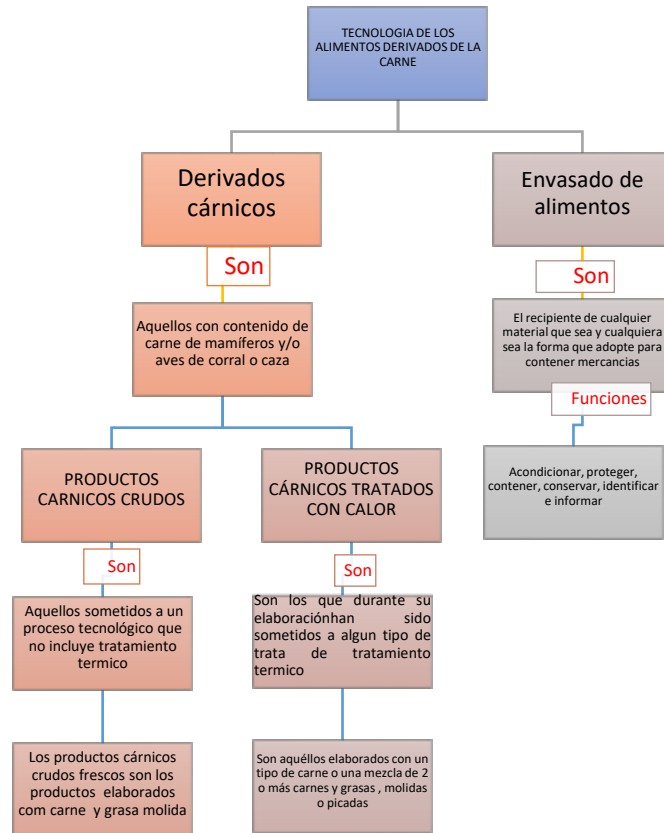 TECNOLOGIA DE LOS
ALIMENTOS DERIVADOS DE LA
CARNE
Derivados
cárnicos
Son
Aquellos con contenido de
carne de mamíferos y/o
aves de corral o caza
PRODUCTOS
CARNICOS CRUDOS
Son
Aquellos sometidos a un
proceso tecnológico que
no incluye tratamiento
termico
Los productos cárnicos
crudos frescos son los
productos elaborados
com carne y grasa molida
PRODUCTOS
CÁRNICOS TRATADOS
CON CALOR
Son
Son los que durante su
elaboraciónhan sido
sometidos a algun tipo de
trata de tratamiento
termico
Son aquéllos elaborados con un
tipo de carne o una mezcla de 2
o más carnes y grasas , molidas
o picadas
Envasado de
alimentos
Son
El recipiente de cualquier
material que sea y cualquiera
sea la forma que adopte para
contener mercancias
Funciones
Acondicionar, proteger,
contener, conservar, identificar
e informar